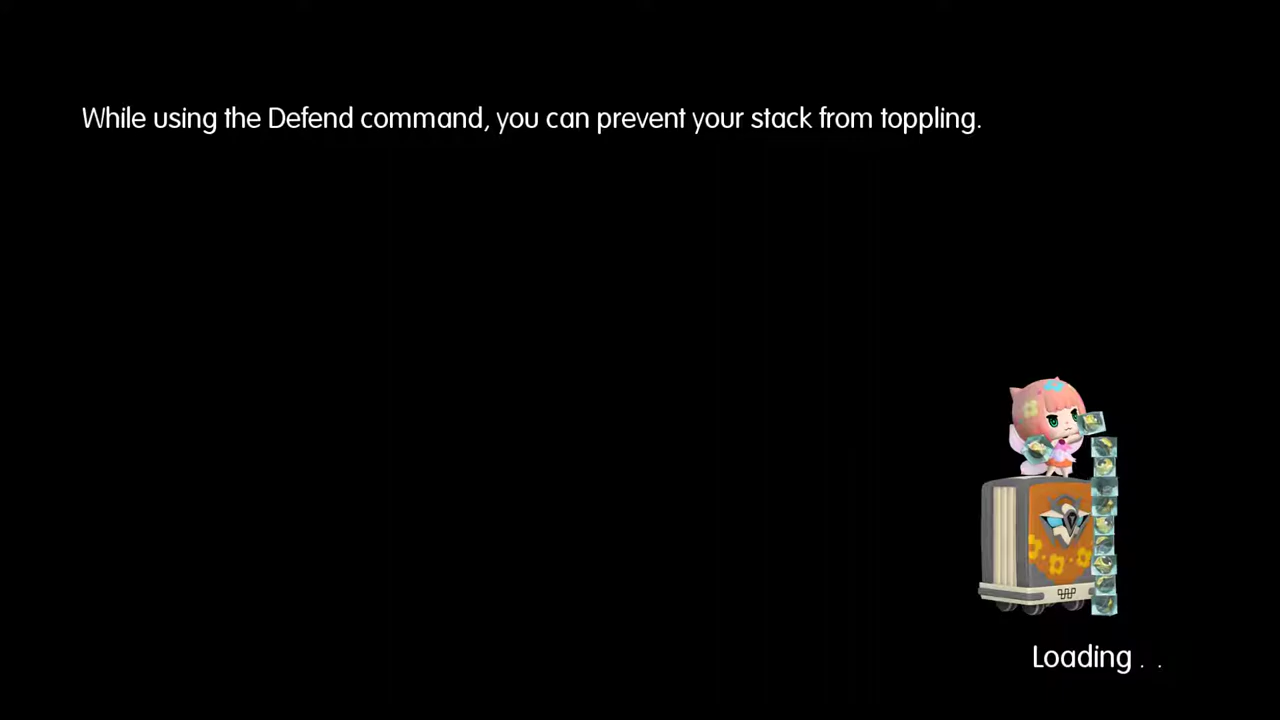 While using the Defend command, you can prevent your stack from toppling.
Loading . .